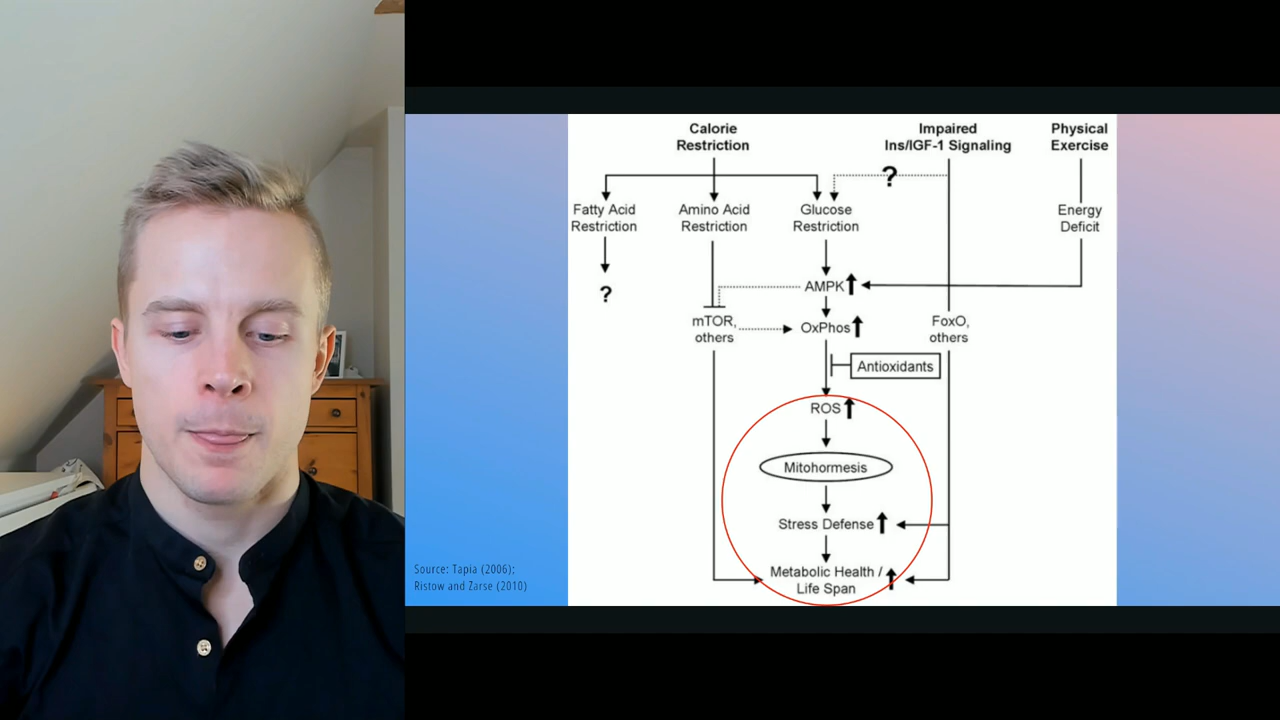 Calorie
Restriction
Impaired
Ins/IGF-1 Signaling
Physical
Exercise
?
Fatty Acid
Restriction
Amino Acid
Restriction
Glucose
Restriction
Energy
Deficit
?
AMPK
mTOR,
others
OxPhos
FoxO,
others
Antioxidants
ROS
Mitohormesis
Stress Defense
Metabolic Health /
Life Span
Source: Tapia (2006);
Ristow and Zarse (2010)